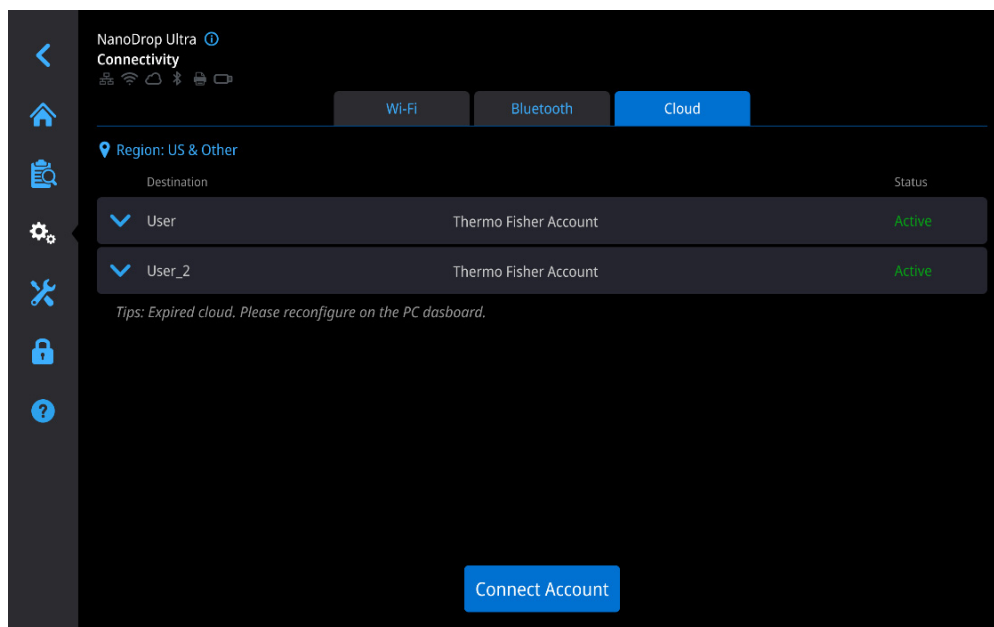 NanoDrop Ultra
Connectivity
Wi-Fi Bluetooth Cloud
Region: US & Other
Destination Status
User Thermo Fisher Account Active
User_2 Thermo Fisher Account Active
Tips: Expired cloud. Please reconfigure on the PC dasboard.
Connect Account